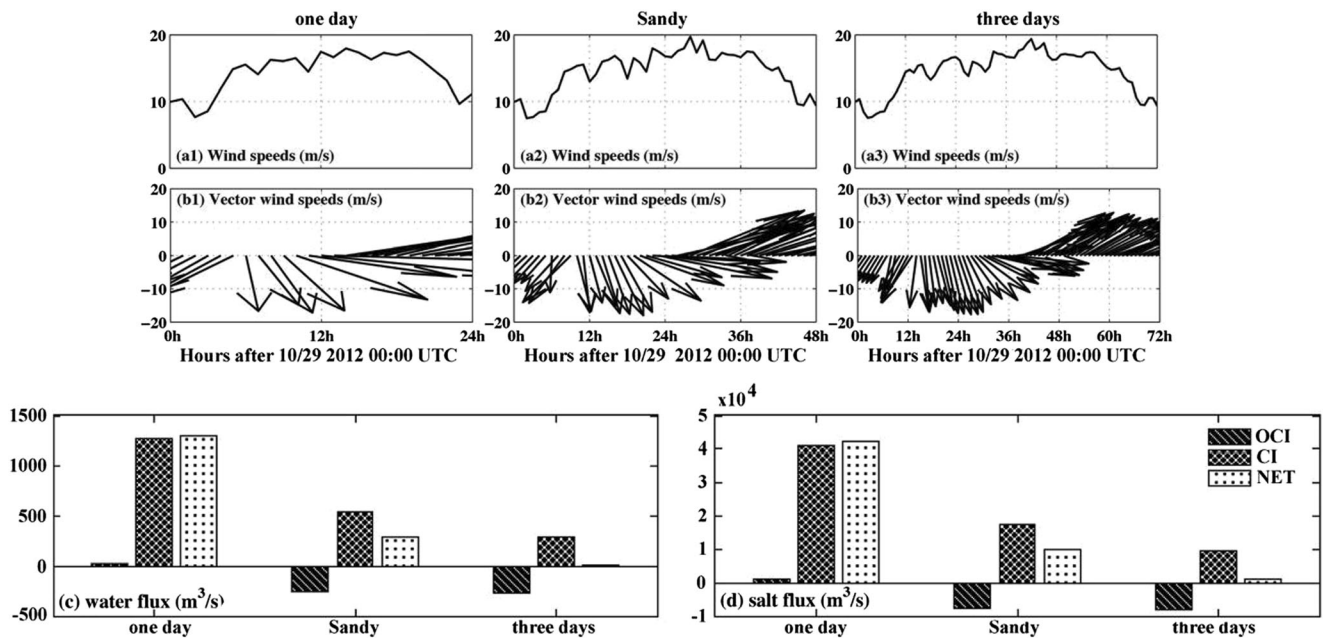 one day Sandy three days
20 20 20
10 10 10
(a1) Wind speeds (m/s) (a2) Wind speeds (m/s) (a3) Wind speeds (m/s)
0 0 0
20 20 20
(b1) Vector wind speeds (m/s) (b2) Vector wind speeds (m/s) (b3) Vector wind speeds (m/s)
10 10 10
0 0 0
−10 −10 −10
−20 −20 −20
0h 12h 24h 0h 12h 24h 36h 48h 0h 12h 24h 36h 48h 60h 72h
Hours after 10/29 2012 00:00 UTC Hours after 10/29 2012 00:00 UTC Hours after 10/29 2012 00:00 UTC
x10⁴
1500 5
4
OCI
1000 CI
3
NET
500 2
1
0 0
(c) water flux (m³/s) (d) salt flux (m³/s)
-500 -1
one day Sandy three days one day Sandy three days